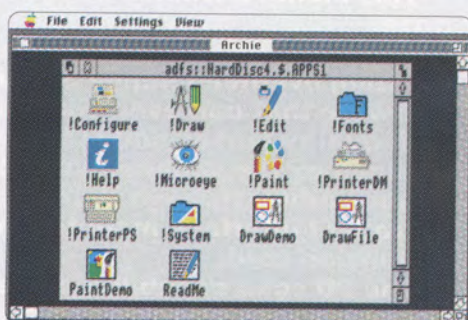 File Edit Settings View
Archie
adfs::HardDisc4.$.APPS1
!Configure !Draw !Edit !Fonts
!Help !Microeye !Paint !PrinterDM
!PrinterPS !System DrawDemo DrawFile
PaintDemo ReadMe